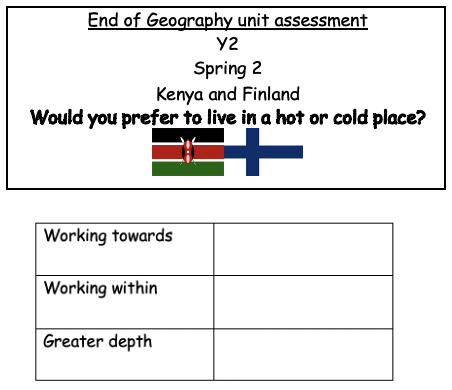 End of Geography unit assessment
Y2
Spring 2
Kenya and Finland
Would you prefer to live in a hot or cold place?
Working towards
Working within
Greater depth